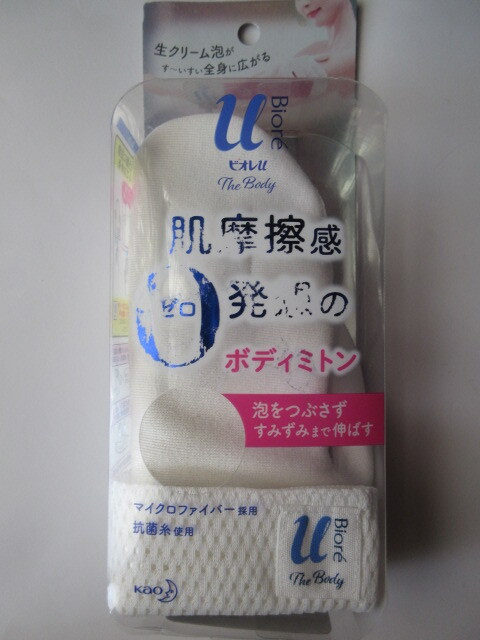 生クリーム泡が
す～いすい全身に広がる
u Bioré
ビオレu
The Body
肌摩擦感
0 ゼロ 発想の
ボディミトン
泡をつぶさず
すみずみまで伸ばす
マイクロファイバー採用
抗菌糸使用
u Bioré
The Body
Kao